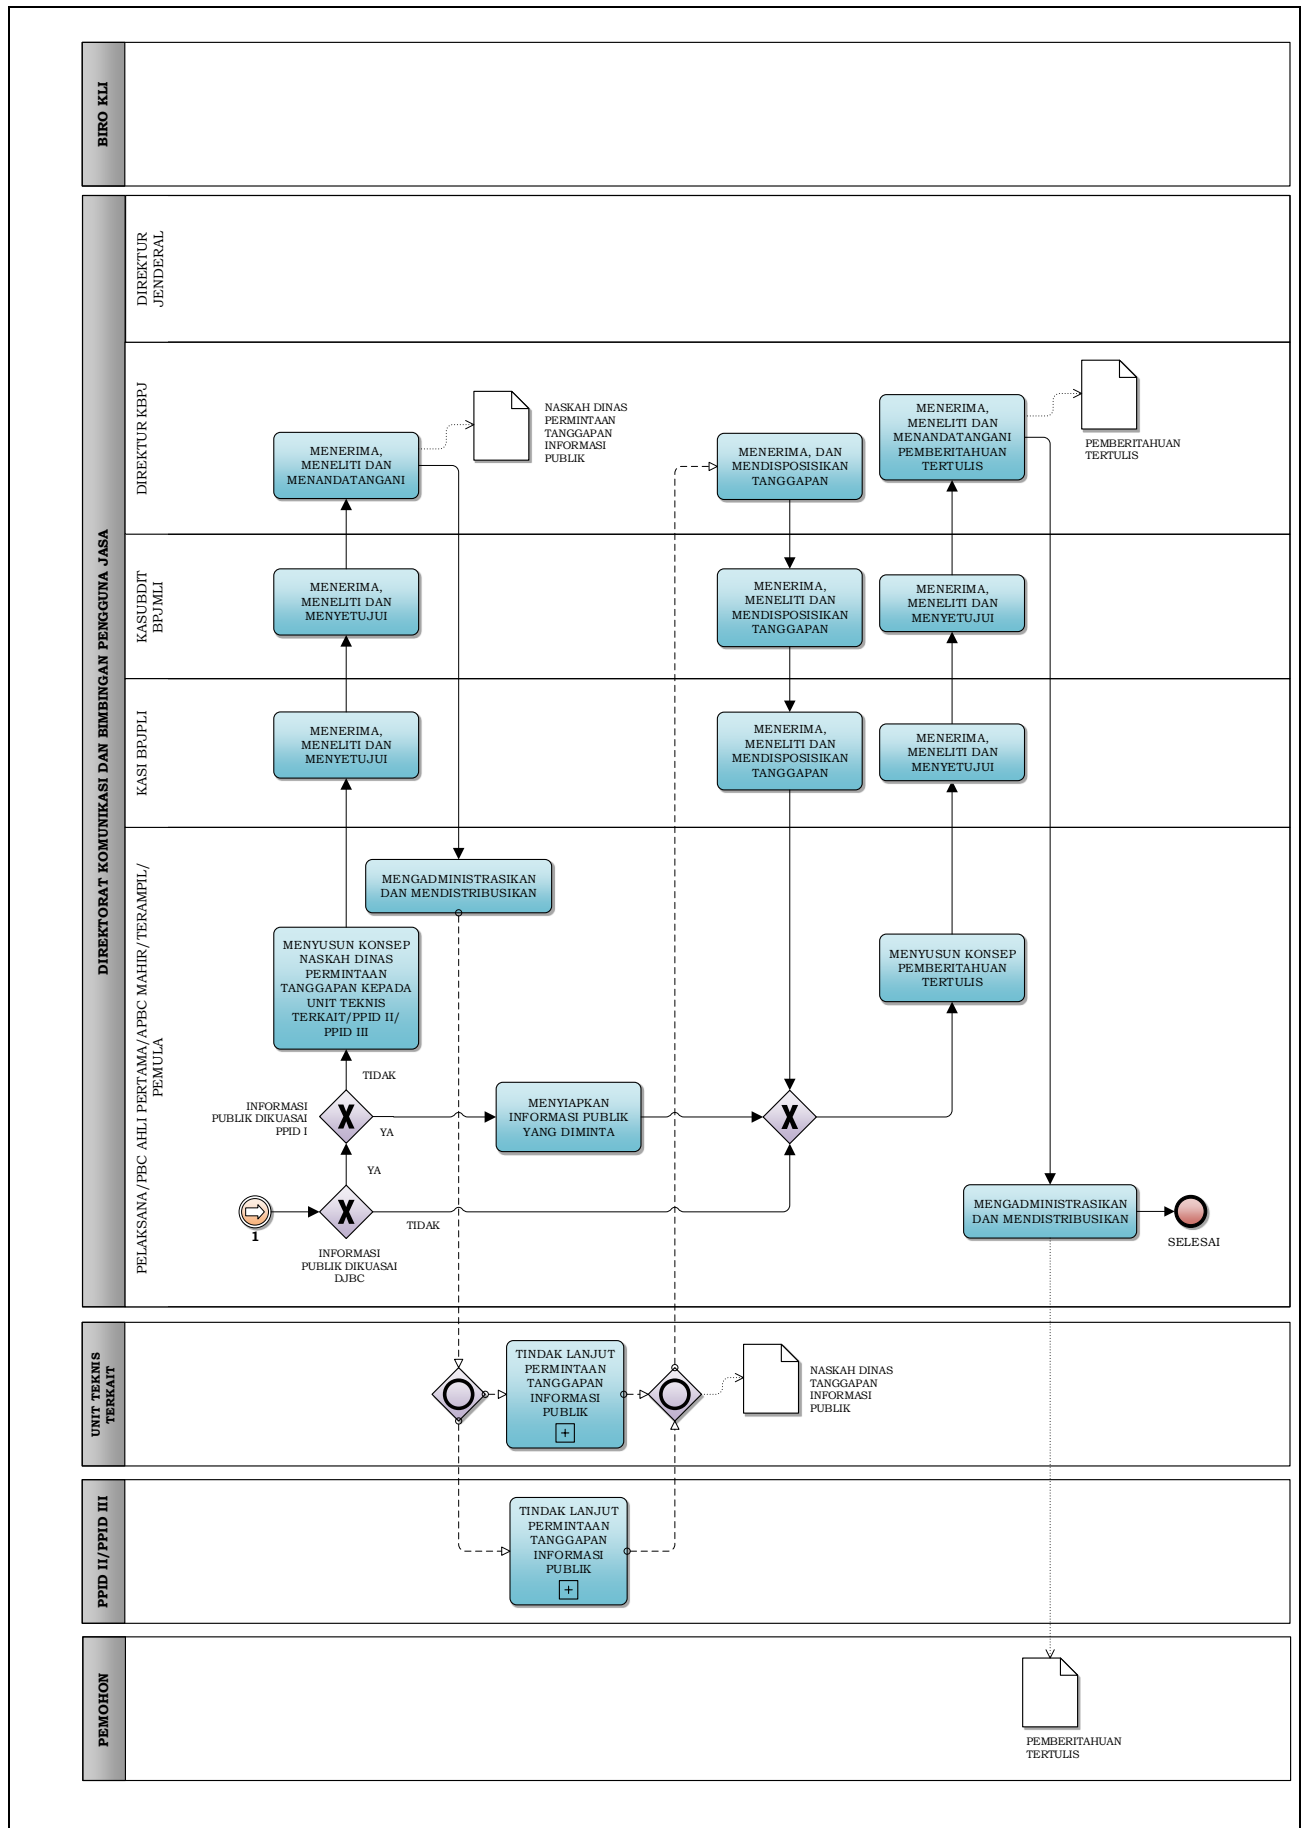 BIRO KLI
DIREKTORAT KOMUNIKASI DAN BIMBINGAN PENGGUNA JASA
DIREKTUR
JENDERAL
DIREKTUR KBPJ
NASKAH DINAS
PERMINTAAN
TANGGAPAN
INFORMASI
PUBLIK
MENERIMA,
MENELITI DAN
MENANDATANGANI
MENERIMA, DAN
MENDISPOSISIKAN
TANGGAPAN
MENERIMA,
MENELITI DAN
MENANDATANGANI
PEMBERITAHUAN
TERTULIS
PEMBERITAHUAN
TERTULIS
KASUBDIT
BPJMLI
MENERIMA,
MENELITI DAN
MENYETUJUI
MENERIMA,
MENELITI DAN
MENDISPOSISIKAN
TANGGAPAN
MENERIMA,
MENELITI DAN
MENYETUJUI
KASI BPJPLI
MENERIMA,
MENELITI DAN
MENYETUJUI
MENERIMA,
MENELITI DAN
MENDISPOSISIKAN
TANGGAPAN
MENERIMA,
MENELITI DAN
MENYETUJUI
PELAKSANA/PBC AHLI PERTAMA/APBC MAHIR/TERAMPIL/
PEMULA
MENGADMINISTRASIKAN
DAN MENDISTRIBUSIKAN
MENYUSUN KONSEP
NASKAH DINAS
PERMINTAAN
TANGGAPAN KEPADA
UNIT TEKNIS
TERKAIT/PPID II/
PPID III
MENYUSUN KONSEP
PEMBERITAHUAN
TERTULIS
TIDAK
INFORMASI
PUBLIK DIKUASAI
PPID I
X
YA
MENYIAPKAN
INFORMASI PUBLIK
YANG DIMINTA
X
YA
1
X
TIDAK
INFORMASI
PUBLIK DIKUASAI
DJBC
MENGADMINISTRASIKAN
DAN MENDISTRIBUSIKAN
SELESAI
UNIT TEKNIS
TERKAIT
TINDAK LANJUT
PERMINTAAN
TANGGAPAN
INFORMASI
PUBLIK
+
NASKAH DINAS
TANGGAPAN
INFORMASI
PUBLIK
PPID II/PPID III
TINDAK LANJUT
PERMINTAAN
TANGGAPAN
INFORMASI
PUBLIK
+
PEMOHON
PEMBERITAHUAN
TERTULIS